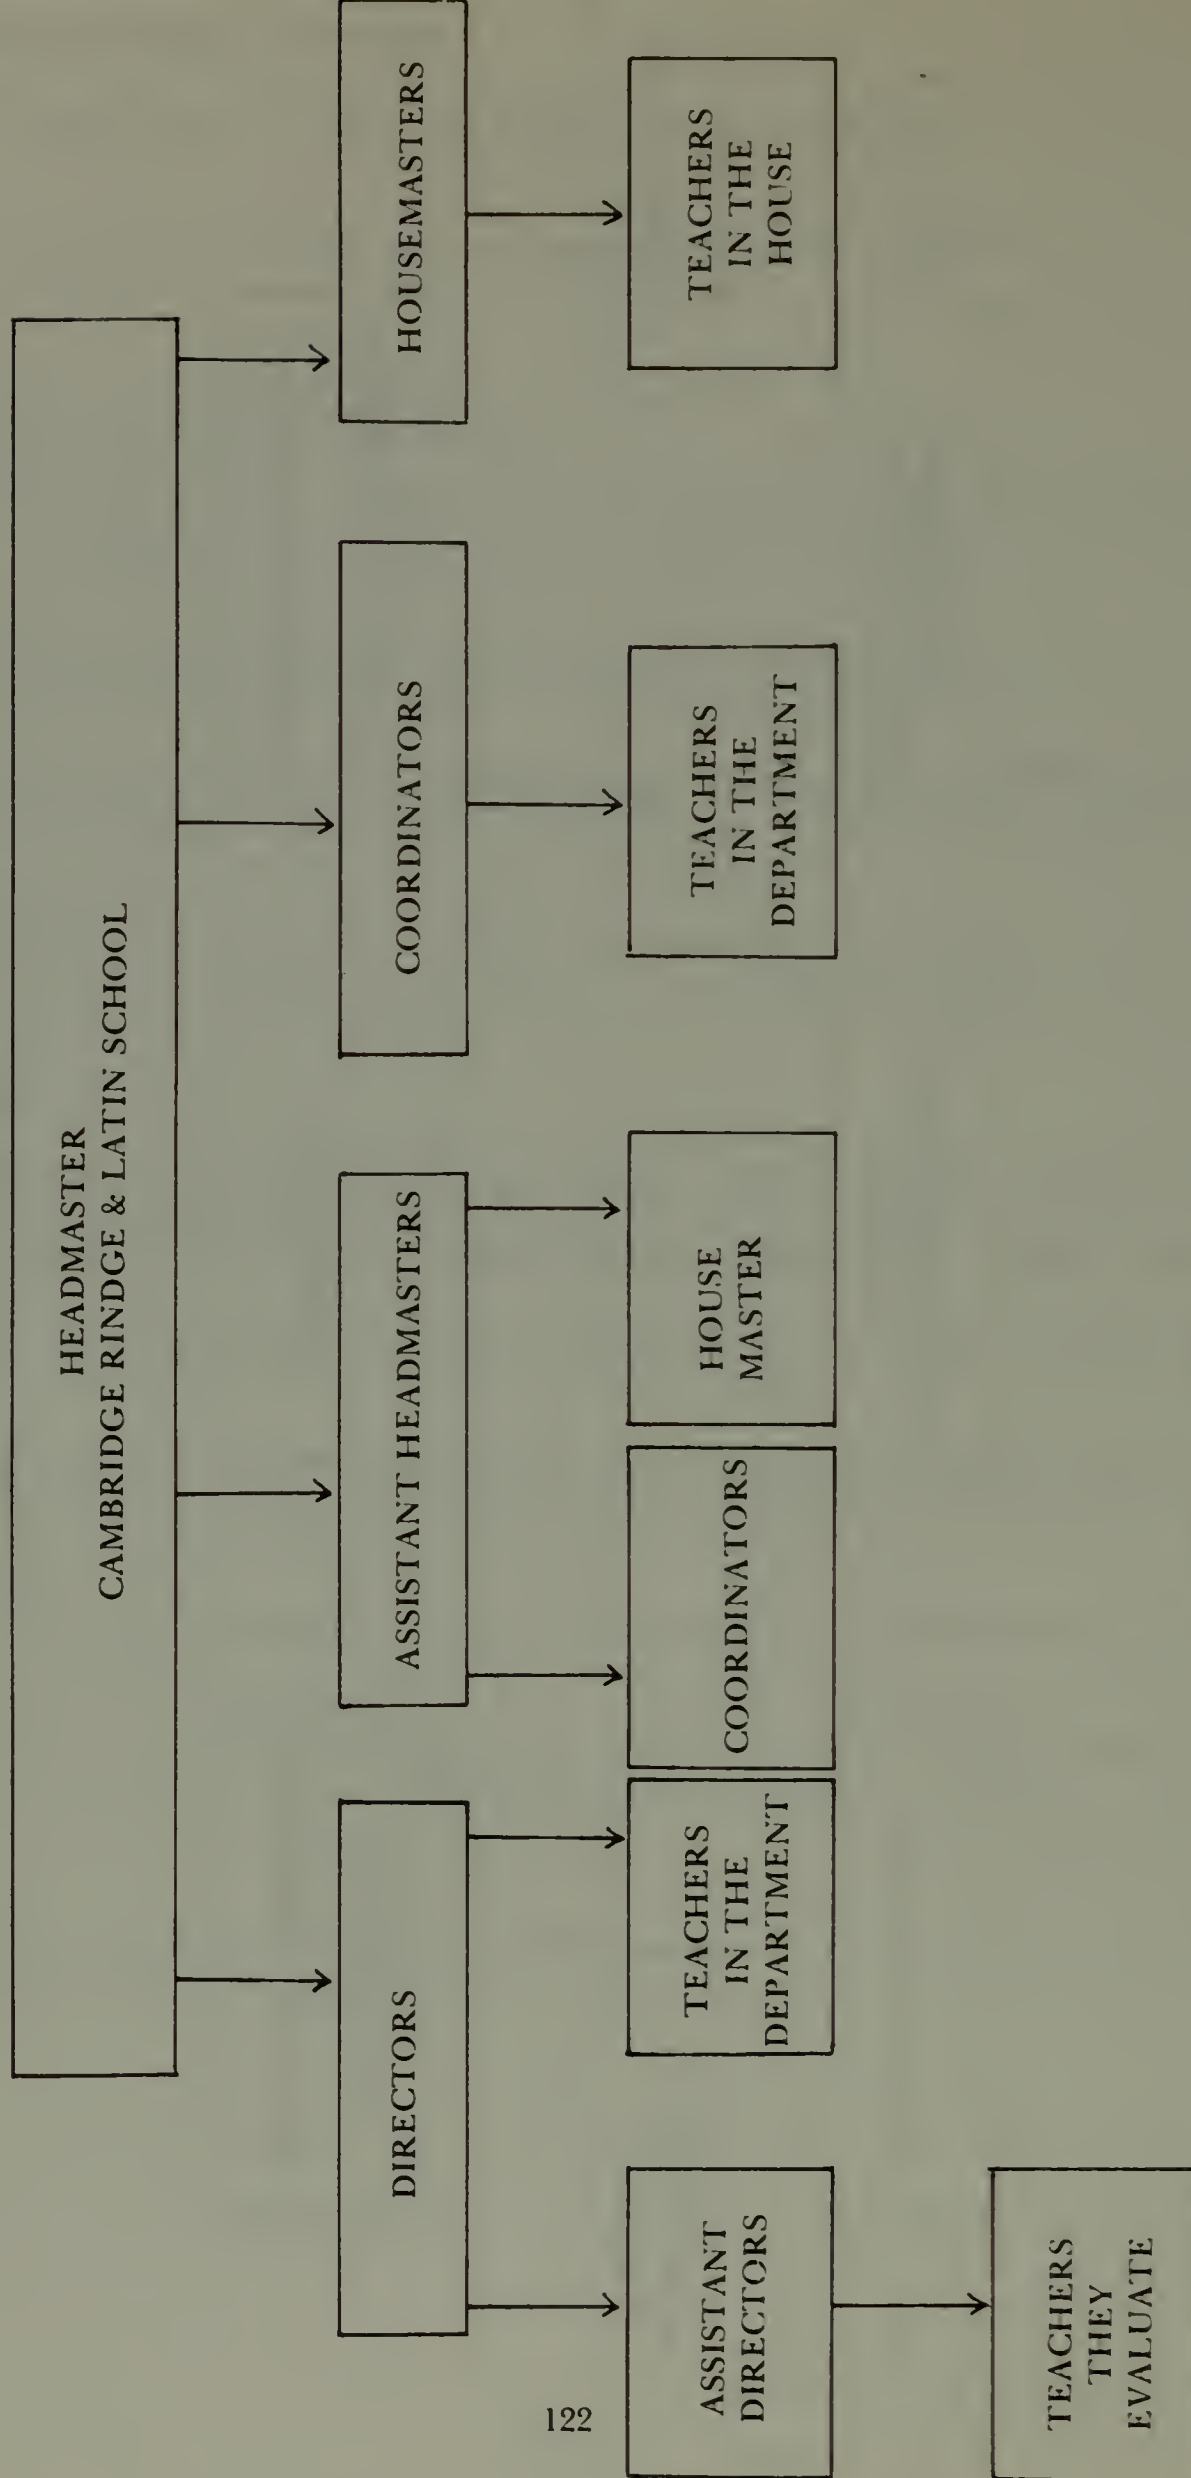 HEADMASTER
CAMBRIDGE RINDGE & LATIN SCHOOL
DIRECTORS
ASSISTANT HEADMASTERS
COORDINATORS
HOUSEMASTERS
ASSISTANT
DIRECTORS
TEACHERS
IN THE
DEPARTMENT
COORDINATORS
HOUSE
MASTER
TEACHERS
IN THE
DEPARTMENT
TEACHERS
IN THE
HOUSE
TEACHERS
THEY
EVALUATE
122